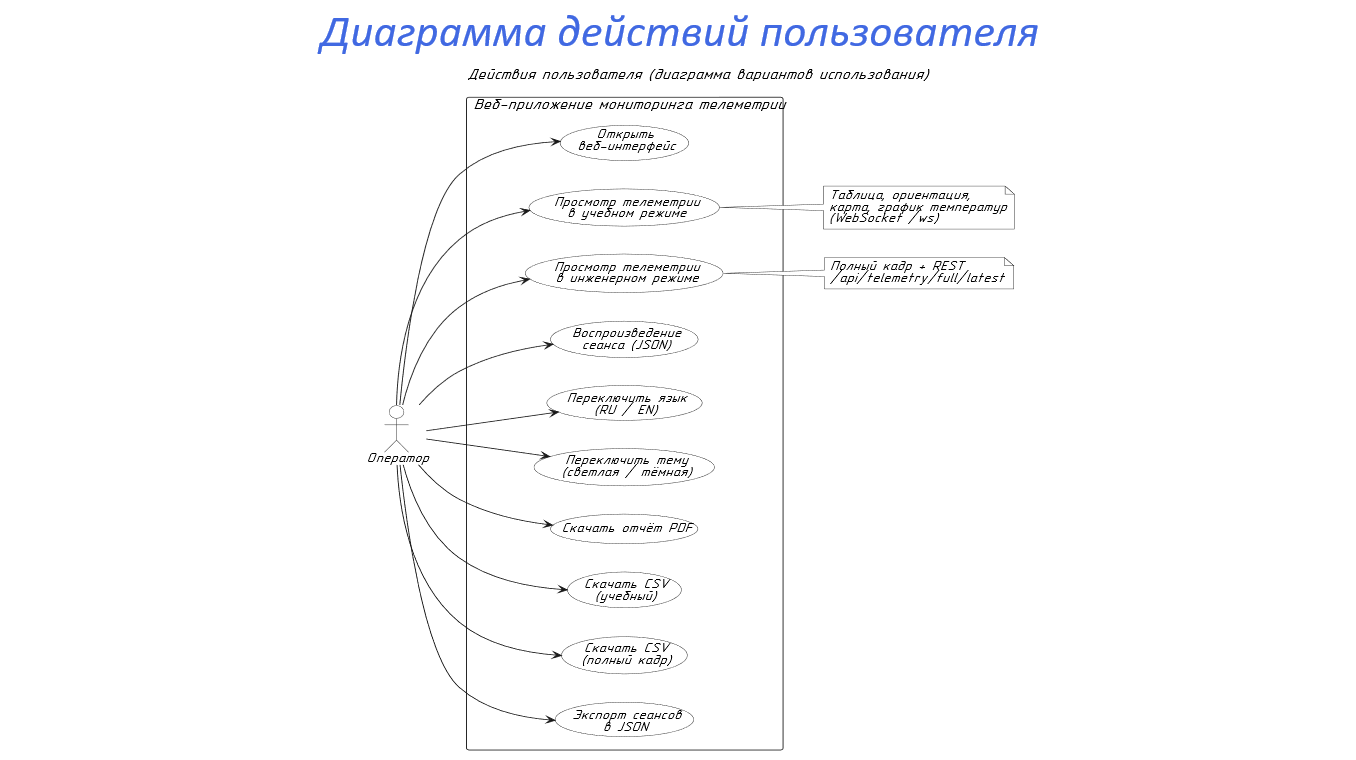 Диаграмма действий пользователя
Действия пользователя (диаграмма вариантов использования)
Веб-приложение мониторинга телеметрии
Открыть
веб-интерфейс
Просмотр телеметрии
в учебном режиме
Таблица, ориентация,
карта, график температур
(WebSocket /ws)
Просмотр телеметрии
в инженерном режиме
Полный кадр + REST
/api/telemetry/full/latest
Воспроизведение
сеанса (JSON)
Переключить язык
(RU / EN)
Оператор
Переключить тему
(светлая / тёмная)
Скачать отчёт PDF
Скачать CSV
(учебный)
Скачать CSV
(полный кадр)
Экспорт сеансов
в JSON